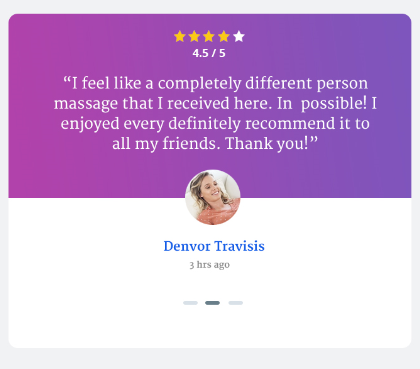 4.5 / 5
“I feel like a completely different person
massage that I received here. In  possible! I
enjoyed every definitely recommend it to
all my friends. Thank you!”
Denvor Travisis
3 hrs ago